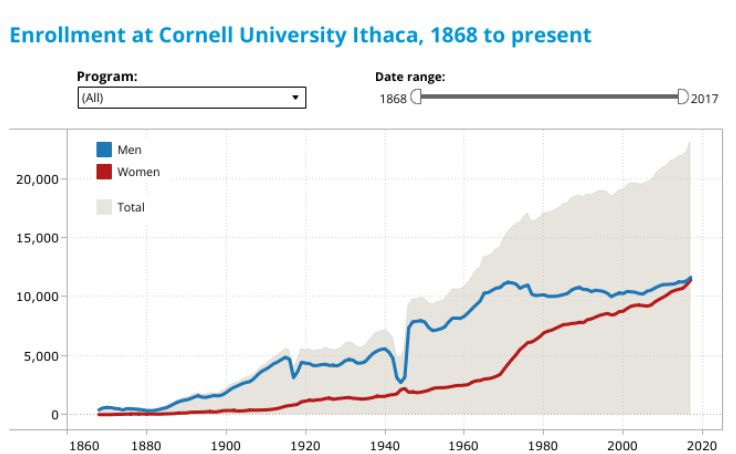 Enrollment at Cornell University Ithaca, 1868 to present
Program:
Date range:
(All)
1868
2017
Men
Women
Total
20,000
15,000
10,000
5,000
0
1860 1880 1900 1920 1940 1960 1980 2000 2020